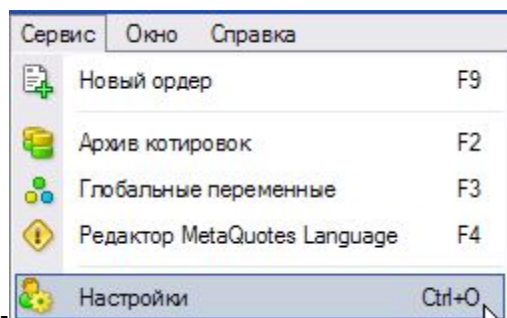 Сервис Окно Справка
Новый ордер F9
Архив котировок F2
Глобальные переменные F3
Редактор MetaQuotes Language F4
Настройки Ctrl+O